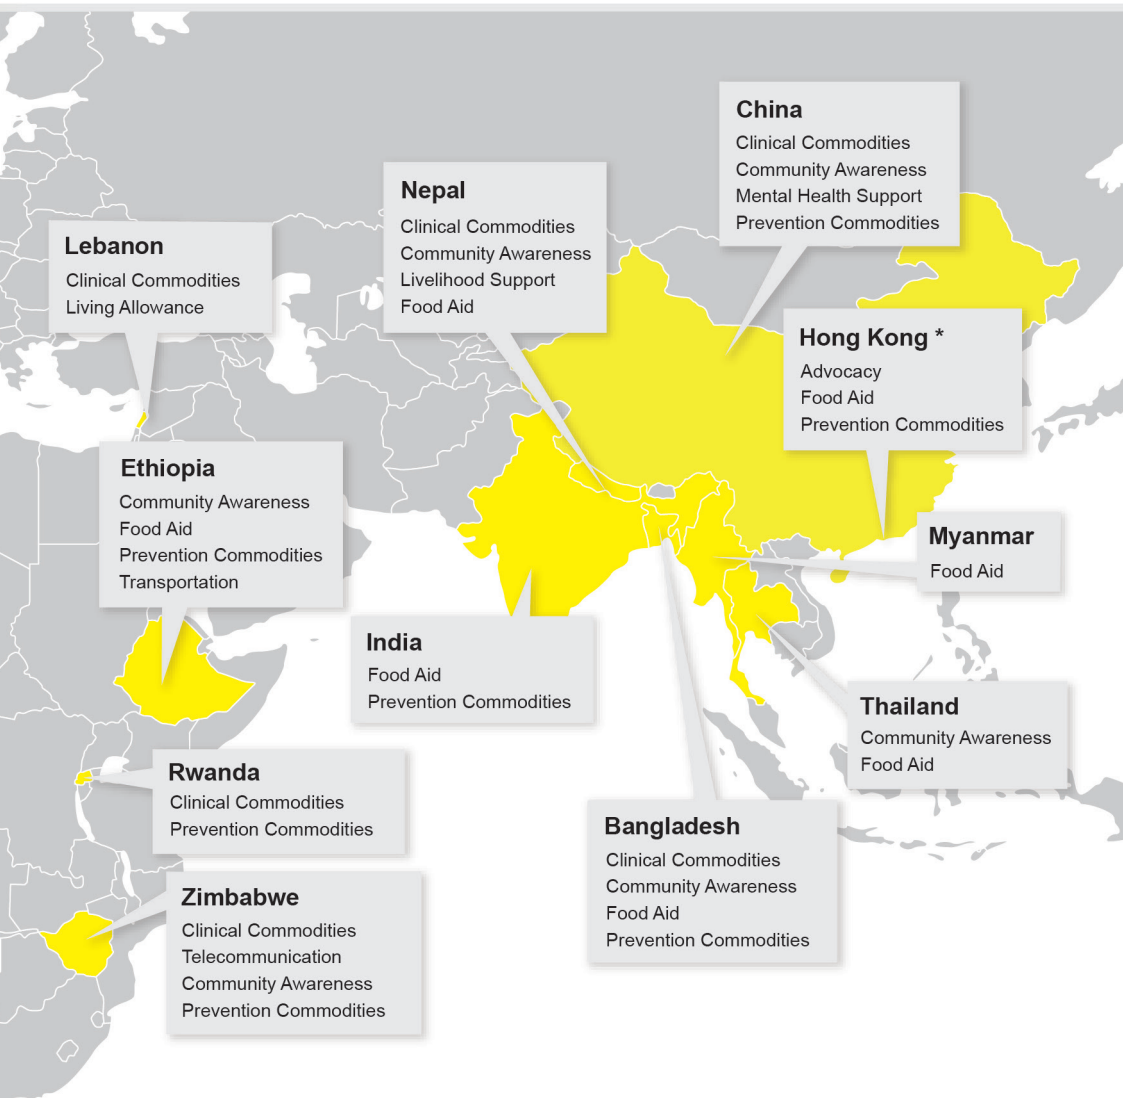 China
Clinical Commodities
Community Awareness
Mental Health Support
Prevention Commodities
Nepal
Clinical Commodities
Community Awareness
Livelihood Support
Food Aid
Lebanon
Clinical Commodities
Living Allowance
Hong Kong *
Advocacy
Food Aid
Prevention Commodities
Ethiopia
Community Awareness
Food Aid
Prevention Commodities
Transportation
Myanmar
Food Aid
India
Food Aid
Prevention Commodities
Thailand
Community Awareness
Food Aid
Rwanda
Clinical Commodities
Prevention Commodities
Bangladesh
Clinical Commodities
Community Awareness
Food Aid
Prevention Commodities
Zimbabwe
Clinical Commodities
Telecommunication
Community Awareness
Prevention Commodities